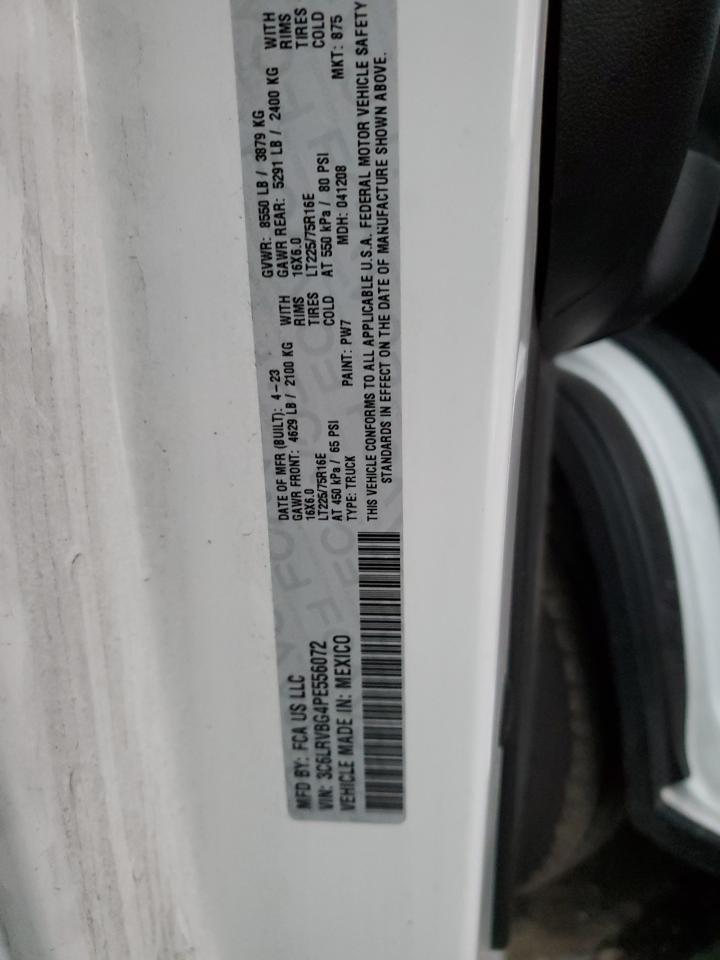 MFD BY: FCA US LLC
VIN: 3C6LRVBG4PE556072
VEHICLE MADE IN: MEXICO
DATE OF MFR (BUILT): 4-23
GVWR: 8550 LB / 3879 KG
GAWR FRONT: 4629 LB / 2100 KG WITH
GAWR REAR: 5291 LB / 2400 KG WITH
16X6.0 RIMS
16X6.0 RIMS
LT225/75R16E TIRES
LT225/75R16E TIRES
AT 450 kPa / 65 PSI COLD
AT 550 kPa / 80 PSI COLD
TYPE: TRUCK PAINT: PW7 MDH: 041208 MKT: 875
THIS VEHICLE CONFORMS TO ALL APPLICABLE U.S.A. FEDERAL MOTOR VEHICLE SAFETY
STANDARDS IN EFFECT ON THE DATE OF MANUFACTURE SHOWN ABOVE.